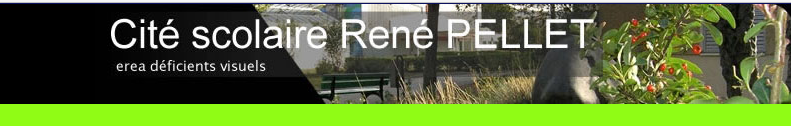 Cité scolaire René PELLET
erea déficients visuels